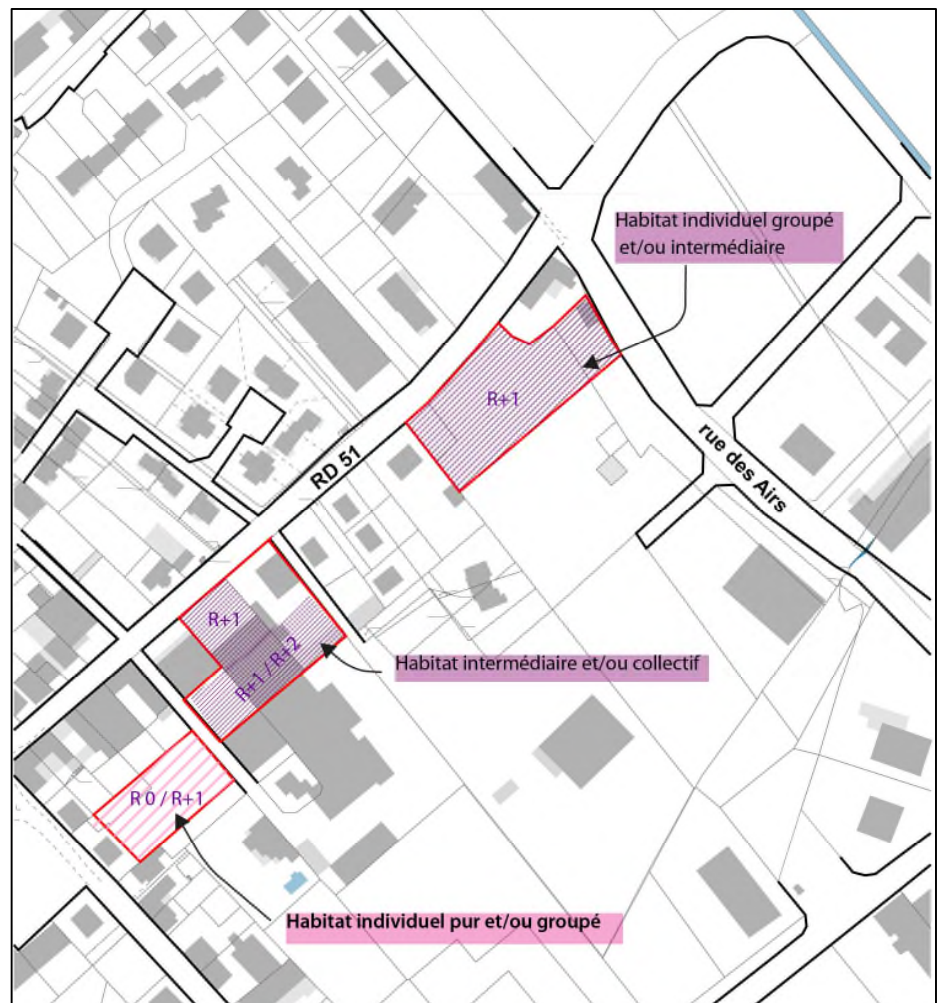 Habitat individuel groupé
et/ou intermédiaire
R+1
RD 51
rue des Airs
R+1
R+1 / R+2
Habitat intermédiaire et/ou collectif
R 0 / R+1
Habitat individuel pur et/ou groupé